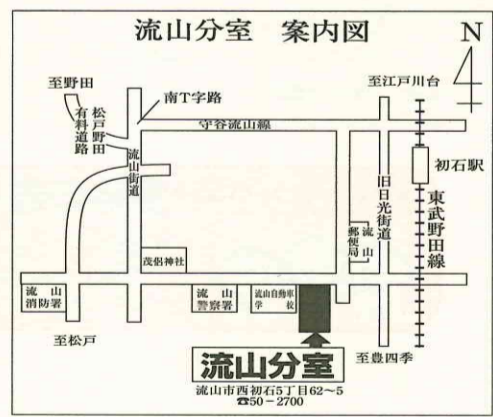 流山分室 案内図
N
至野田
南T字路
至江戸川台
松戸野田
有料道路
守谷流山線
流山街道
初石駅
旧日光街道
東武野田線
流山
郵便局
茂侶神社
流山
消防署
流山
警察署
流山自動車
学校
至松戸
至豊四季
流山分室
流山市西初石5丁目62〜5
☎50−2700